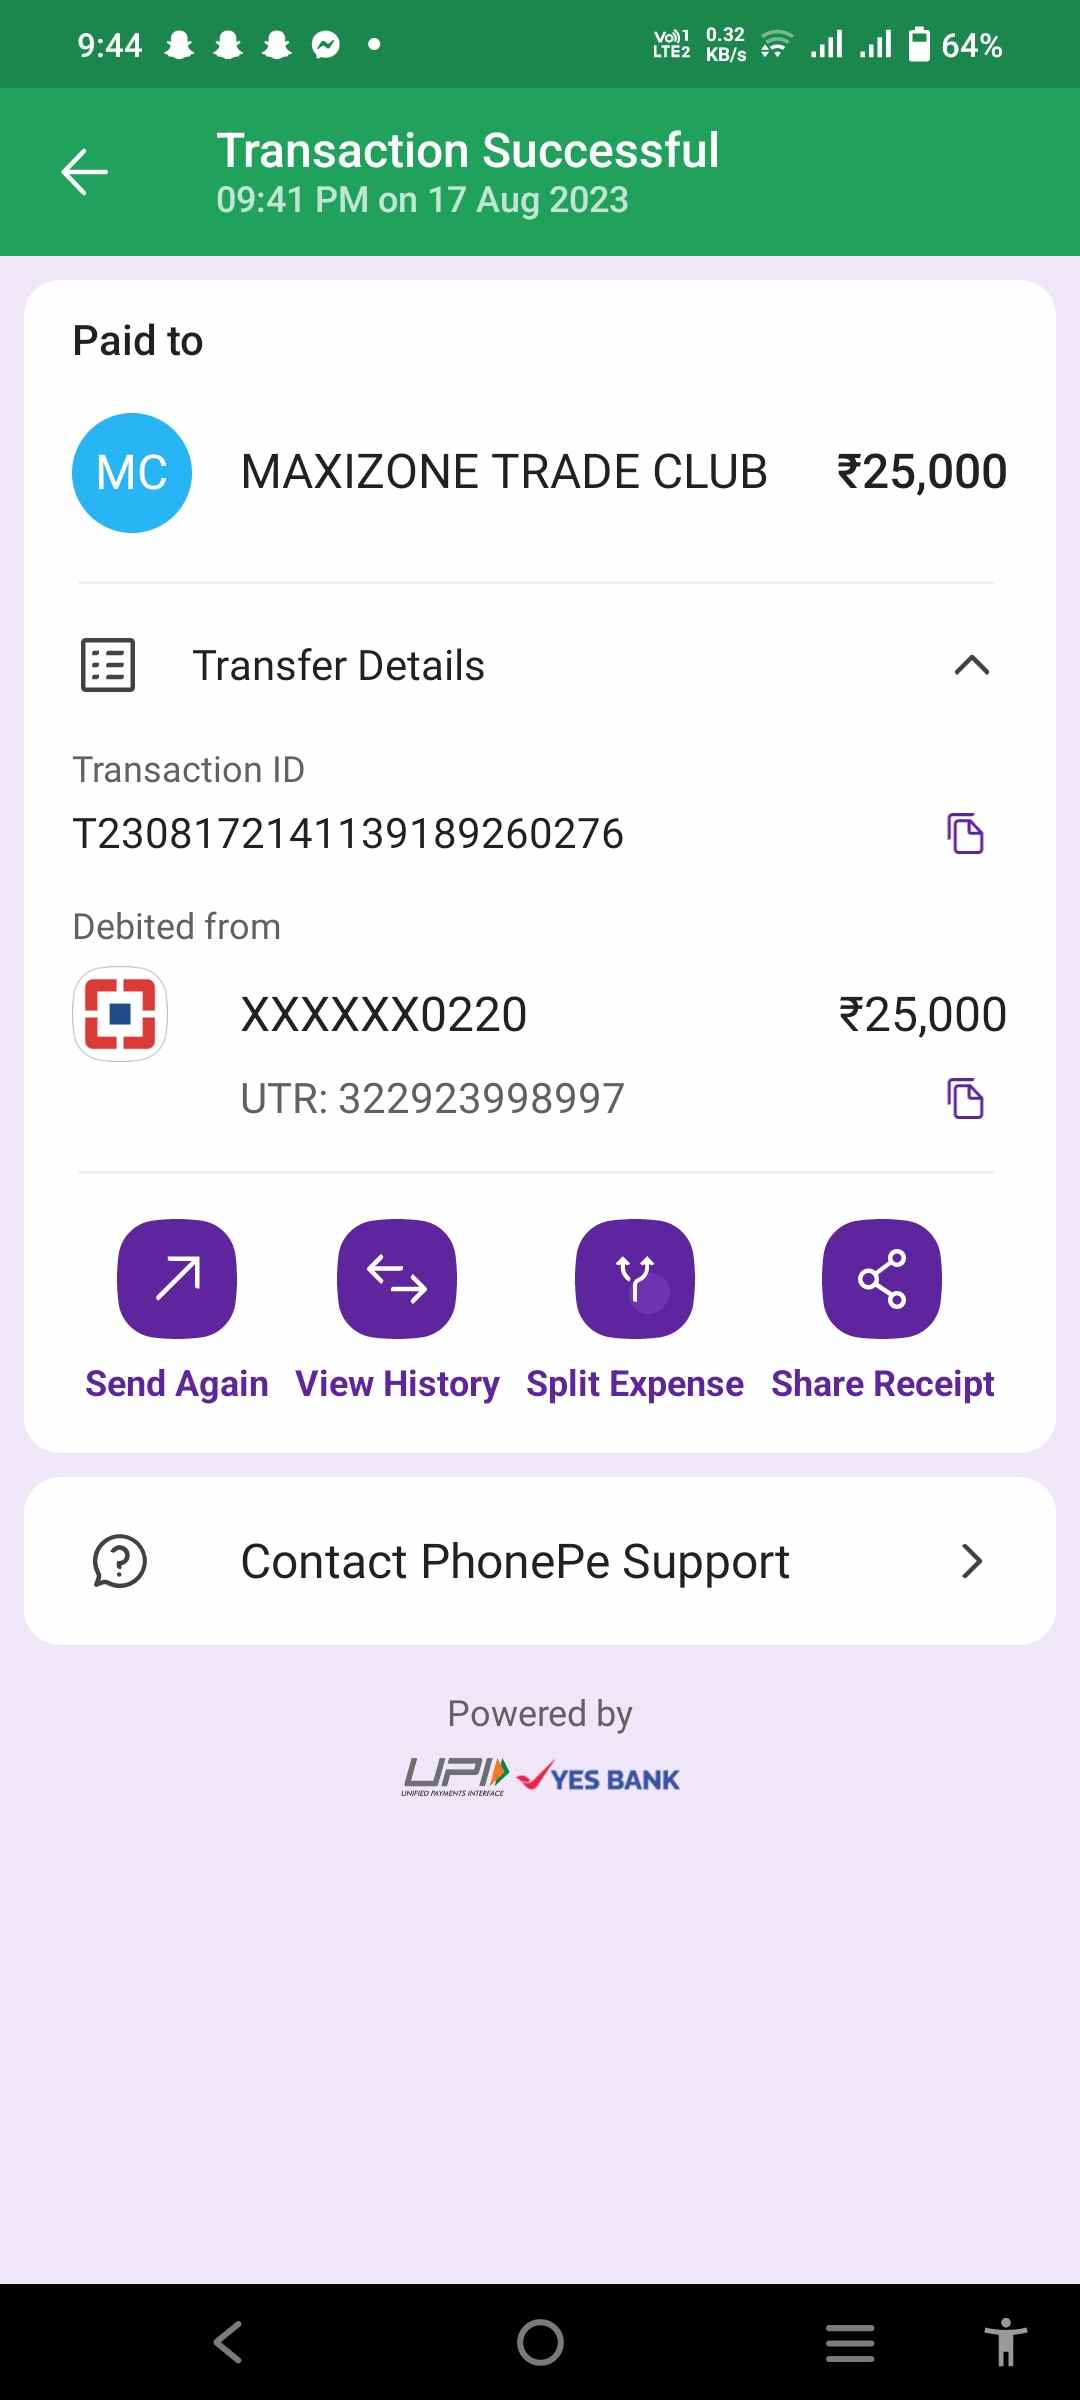 9:44
Vo)) 1 LTE2 0.32 KB/s 64%
Transaction Successful
09:41 PM on 17 Aug 2023
Paid to
MC MAXIZONE TRADE CLUB ₹25,000
Transfer Details
Transaction ID
T2308172141139189260276
Debited from
XXXXXX0220 ₹25,000
UTR: 322923998997
Send Again View History Split Expense Share Receipt
Contact PhonePe Support
Powered by
UPI YES BANK
UNIFIED PAYMENTS INTERFACE